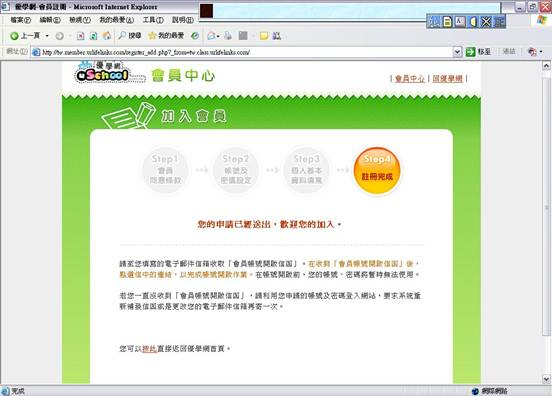 優學網-會員註冊 - Microsoft Internet Explorer
檔案(F) 編輯(E) 檢視(V) 我的最愛(A) 工具(T) 說明(H)
上一頁 搜尋 我的最愛
網址(D) http://tw.member.urlifelinks.com/register_add.php?_from=tw.class.urlifelinks.com/ 移至 連結
優學網
eSchool 會員中心
| 會員中心 | 回優學網 |
加入會員
Step1 會員同意條款
Step2 帳號及密碼設定
Step3 個人基本資料填寫
Step4 註冊完成
您的申請已經送出，歡迎您的加入。
請至您填寫的電子郵件信箱收取「會員帳號開啟信函」。在收到「會員帳號開啟信函」後，
點選信中的連結，以完成帳號開啟作業。在帳號開啟前，您的帳號、密碼將暫時無法使用。
若您一直沒收到「會員帳號開啟信函」，請利用您申請的帳號及密碼登入網站，要求系統重
新補發信函或是更改您的電子郵件信箱再寄一次。
您可以按此直接返回優學網首頁。
完成 網際網路